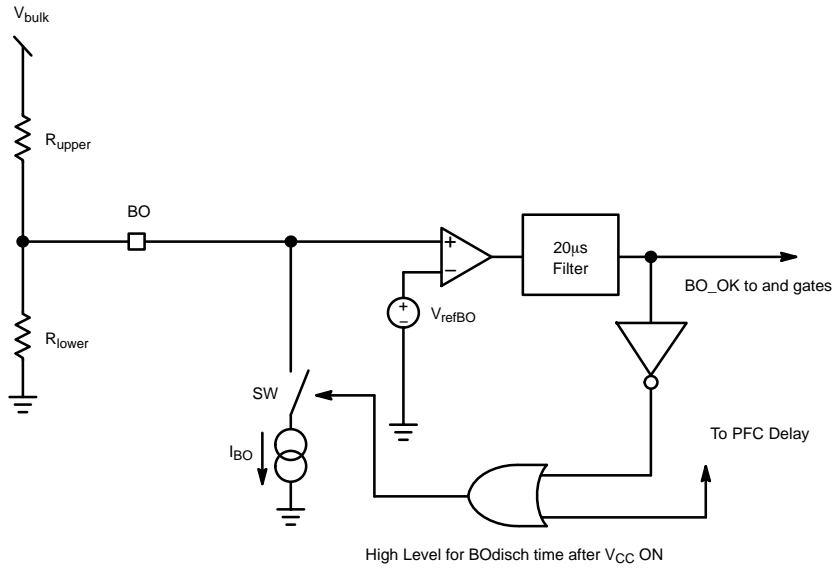 Vbulk
Rupper
BO
+
−
20μs
Filter
BO_OK to and gates
+
−
VrefBO
Rlower
SW
IBO
To PFC Delay
High Level for BOdisch time after VCC ON